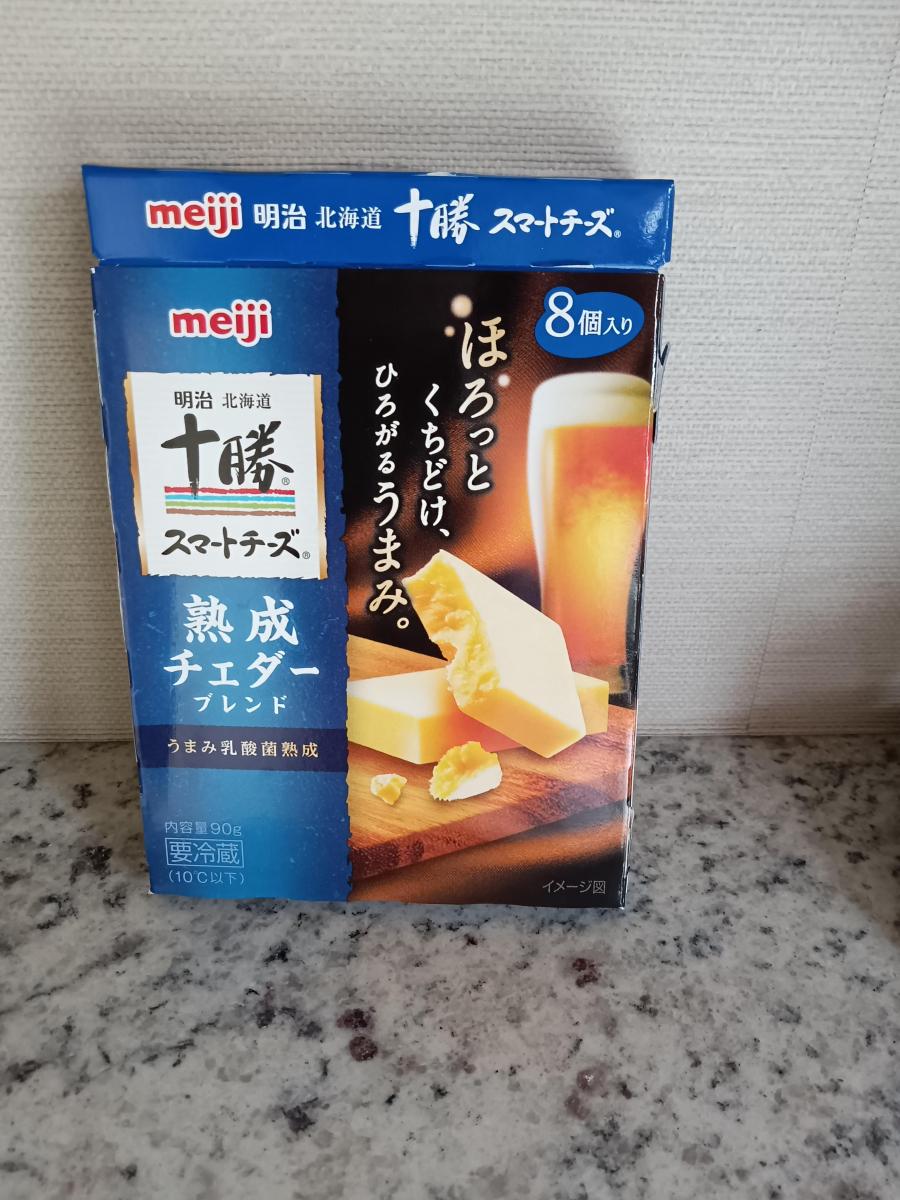 meiji 明治 北海道 十勝 スマートチーズ®
meiji
明治 北海道
十勝®
スマートチーズ®
熟成
チェダー
ブレンド
うまみ乳酸菌熟成
内容量90g
要冷蔵
(10℃以下)
8個入り
ほろっと
くちどけ、
ひろがるうまみ。
イメージ図